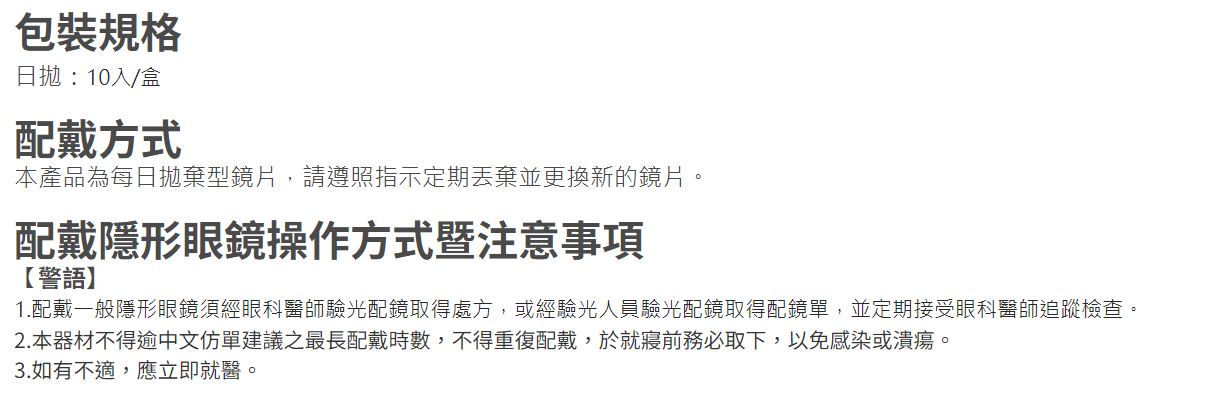 包裝規格
日拋：10入/盒
配戴方式
本產品為每日拋棄型鏡片，請遵照指示定期丟棄並更換新的鏡片。
配戴隱形眼鏡操作方式暨注意事項
【警語】
1.配戴一般隱形眼鏡須經眼科醫師驗光配鏡取得處方，或經驗光人員驗光配鏡取得配鏡單，並定期接受眼科醫師追蹤檢查。
2.本器材不得逾中文仿單建議之最長配戴時數，不得重復配戴，於就寢前務必取下，以免感染或潰瘍。
3.如有不適，應立即就醫。